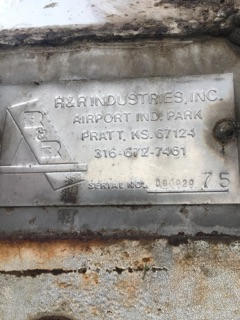 R&R INDUSTRIES, INC.
AIRPORT IND. PARK
PRATT, KS. 67124
316-672-7461
R&R
SERIAL NO. 75